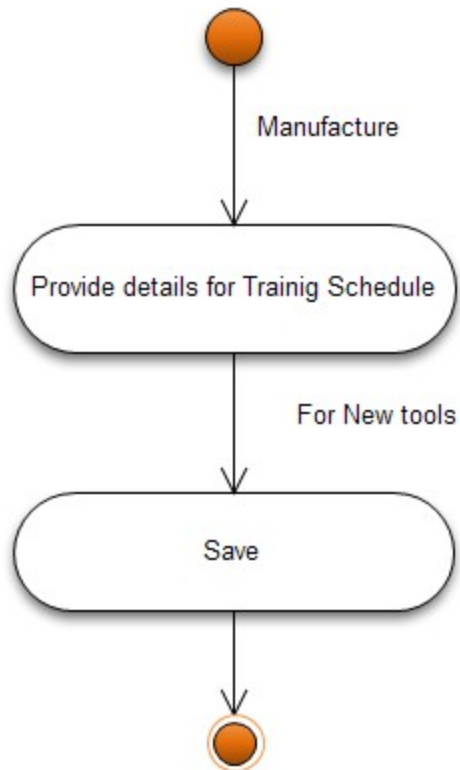 Manufacture
Provide details for Trainig Schedule
For New tools
Save